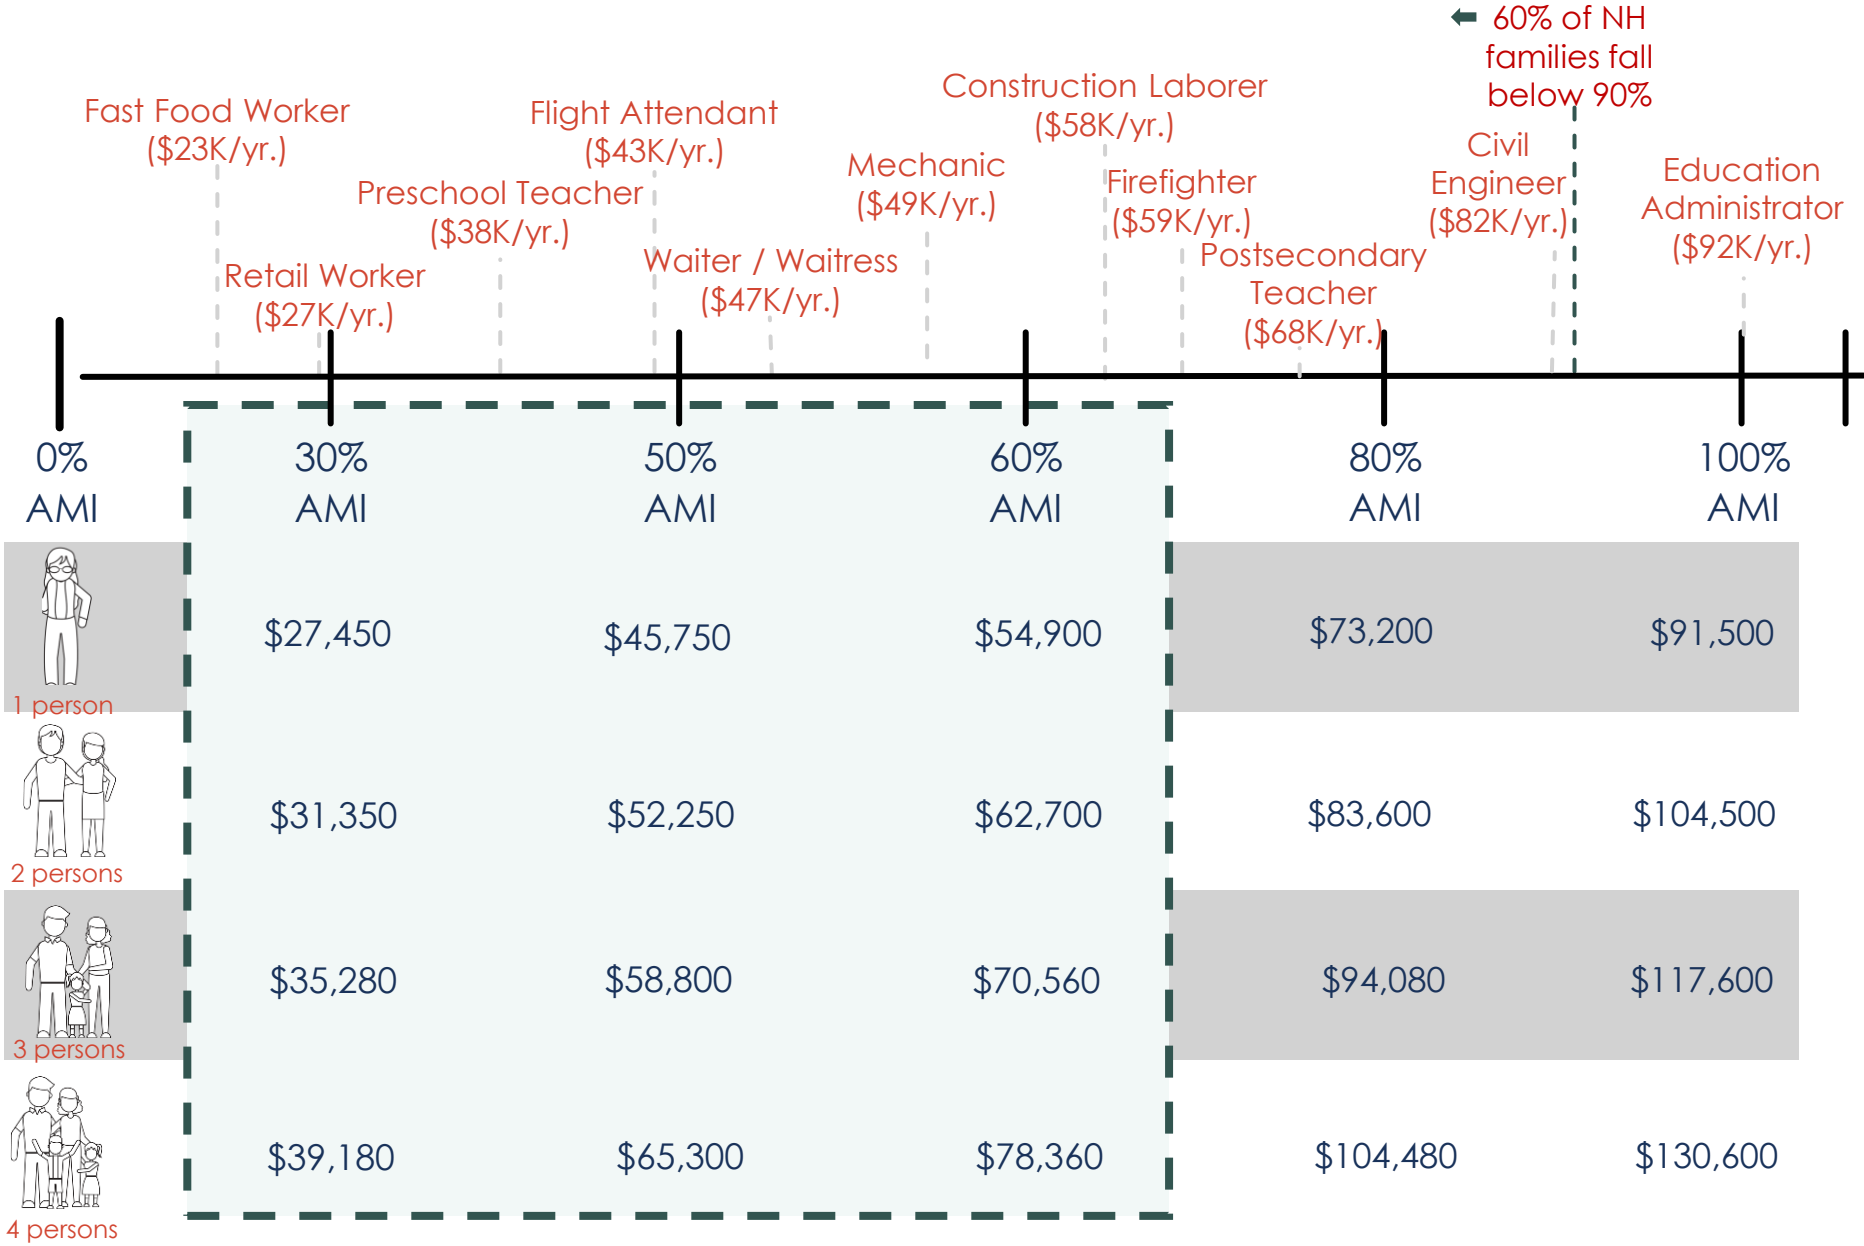 60% of NH
families fall
below 90%
Fast Food Worker
($23K/yr.)
Retail Worker
($27K/yr.)
Preschool Teacher
($38K/yr.)
Flight Attendant
($43K/yr.)
Waiter / Waitress
($47K/yr.)
Mechanic
($49K/yr.)
Construction Laborer
($58K/yr.)
Firefighter
($59K/yr.)
Postsecondary
Teacher
($68K/yr.)
Civil
Engineer
($82K/yr.)
Education
Administrator
($92K/yr.)
0%
AMI
30%
AMI
50%
AMI
60%
AMI
80%
AMI
100%
AMI
1 person
$27,450
$45,750
$54,900
$73,200
$91,500
2 persons
$31,350
$52,250
$62,700
$83,600
$104,500
3 persons
$35,280
$58,800
$70,560
$94,080
$117,600
4 persons
$39,180
$65,300
$78,360
$104,480
$130,600